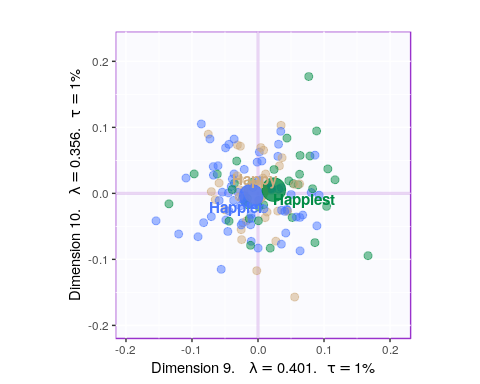 0.2
0.1
0.0
-0.1
-0.2
Dimension 10. λ = 0.356. τ = 1%
Happy
Happiest
Happier
-0.2 -0.1 0.0 0.1 0.2
Dimension 9. λ = 0.401. τ = 1%